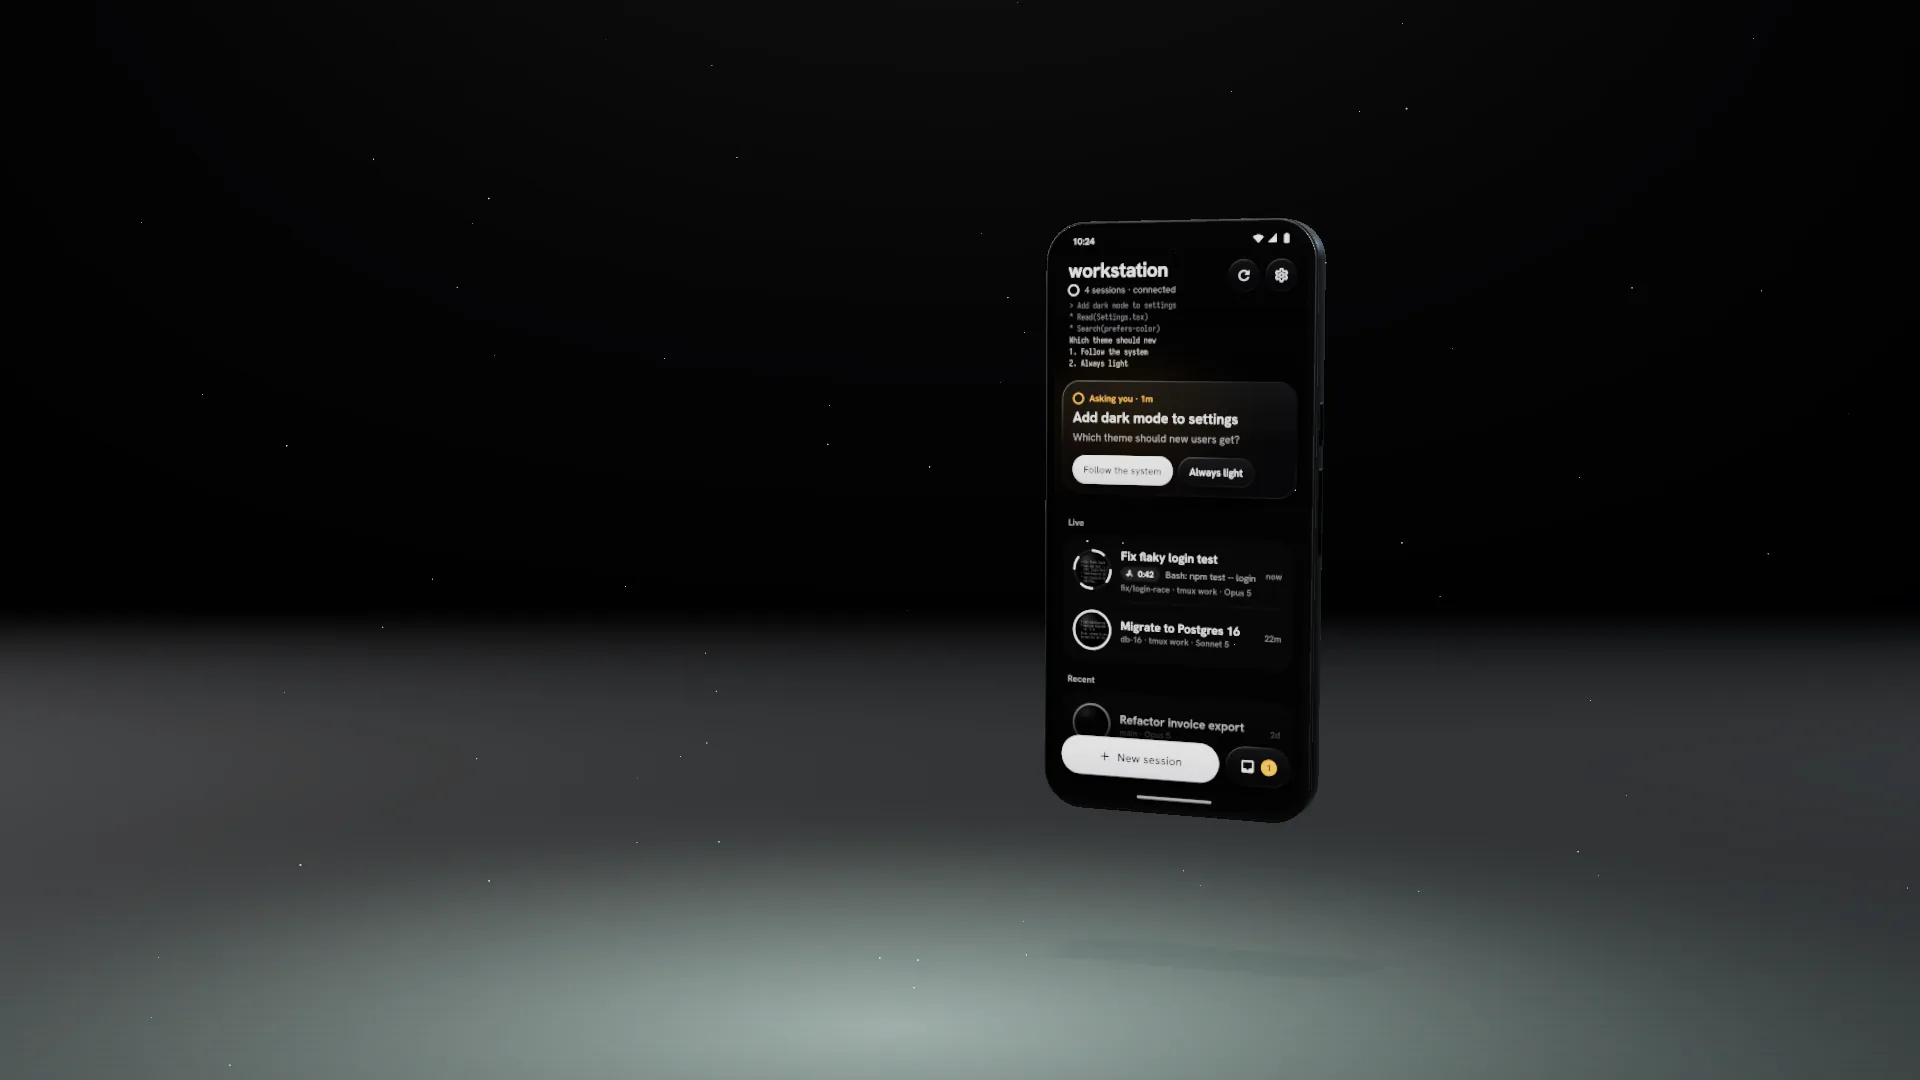 10:24
workstation
4 sessions · connected
> Add dark mode to settings
* Read(Settings.tsx)
* Search(prefers-color)
Which theme should new
1. Follow the system
2. Always light
Asking you · 1m
Add dark mode to settings
Which theme should new users get?
Follow the system
Always light
Live
Fix flaky login test
0:42 Bash: npm test -- login now
fix/login-race · tmux work · Opus 5
Migrate to Postgres 16
db-16 · tmux work · Sonnet 5 · 22m
Recent
Refactor invoice export
main · Opus 5 2d
+ New session
1